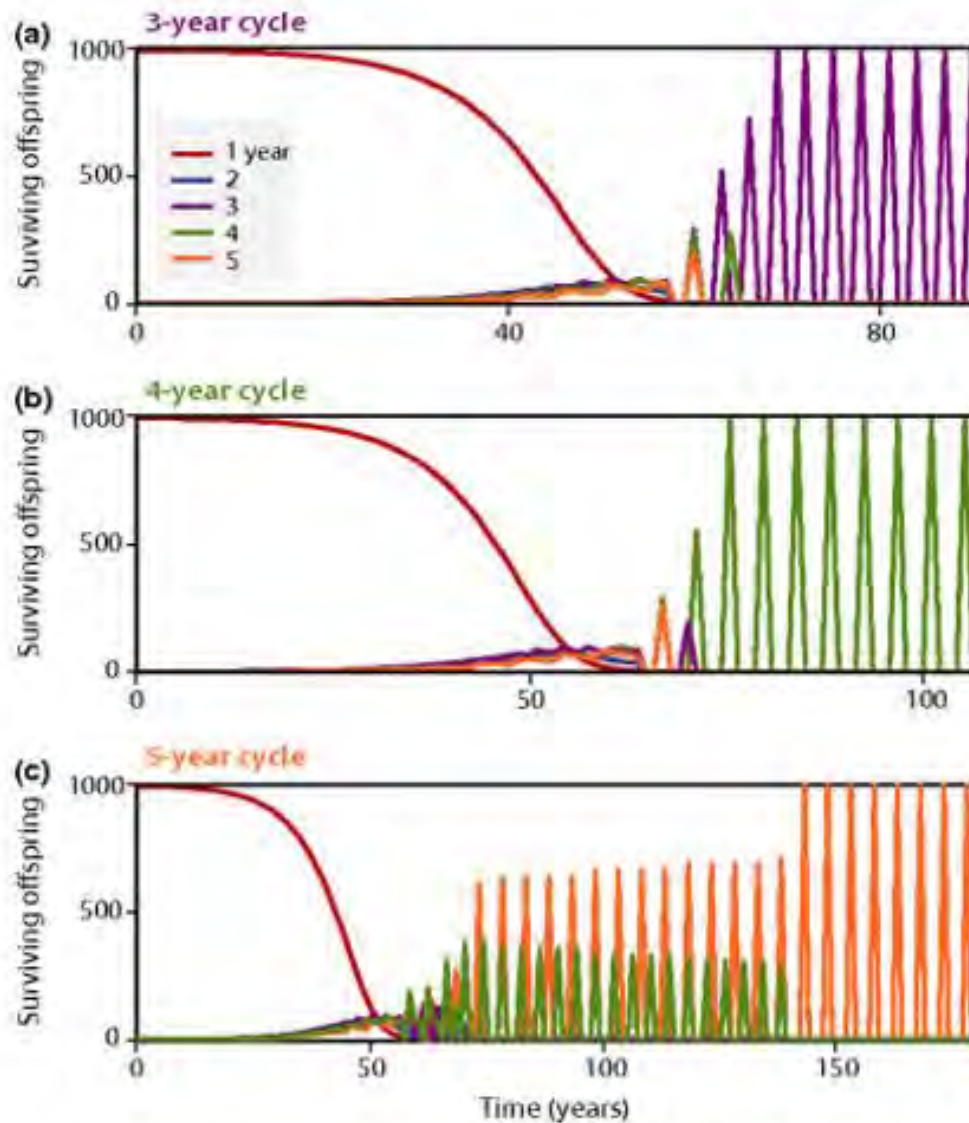 (a) 3-year cycle
Surviving offspring
1000
500
0
1 year
2
3
4
5
0 40 80
(b) 4-year cycle
Surviving offspring
1000
500
0
0 50 100
(c) 5-year cycle
Surviving offspring
1000
500
0
0 50 100 150
Time (years)